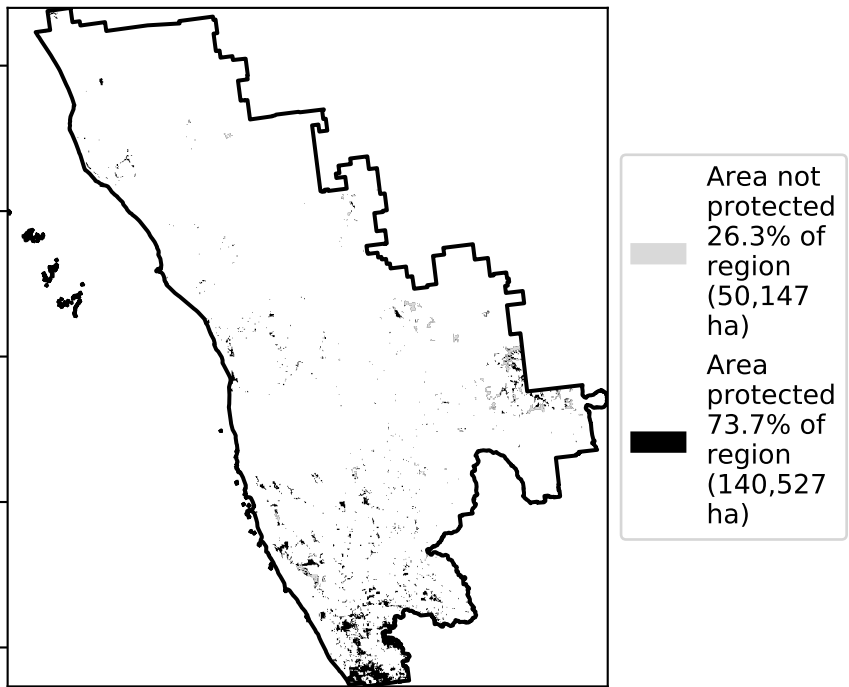 Area not
protected
26.3% of
region
(50,147
ha)
Area
protected
73.7% of
region
(140,527
ha)